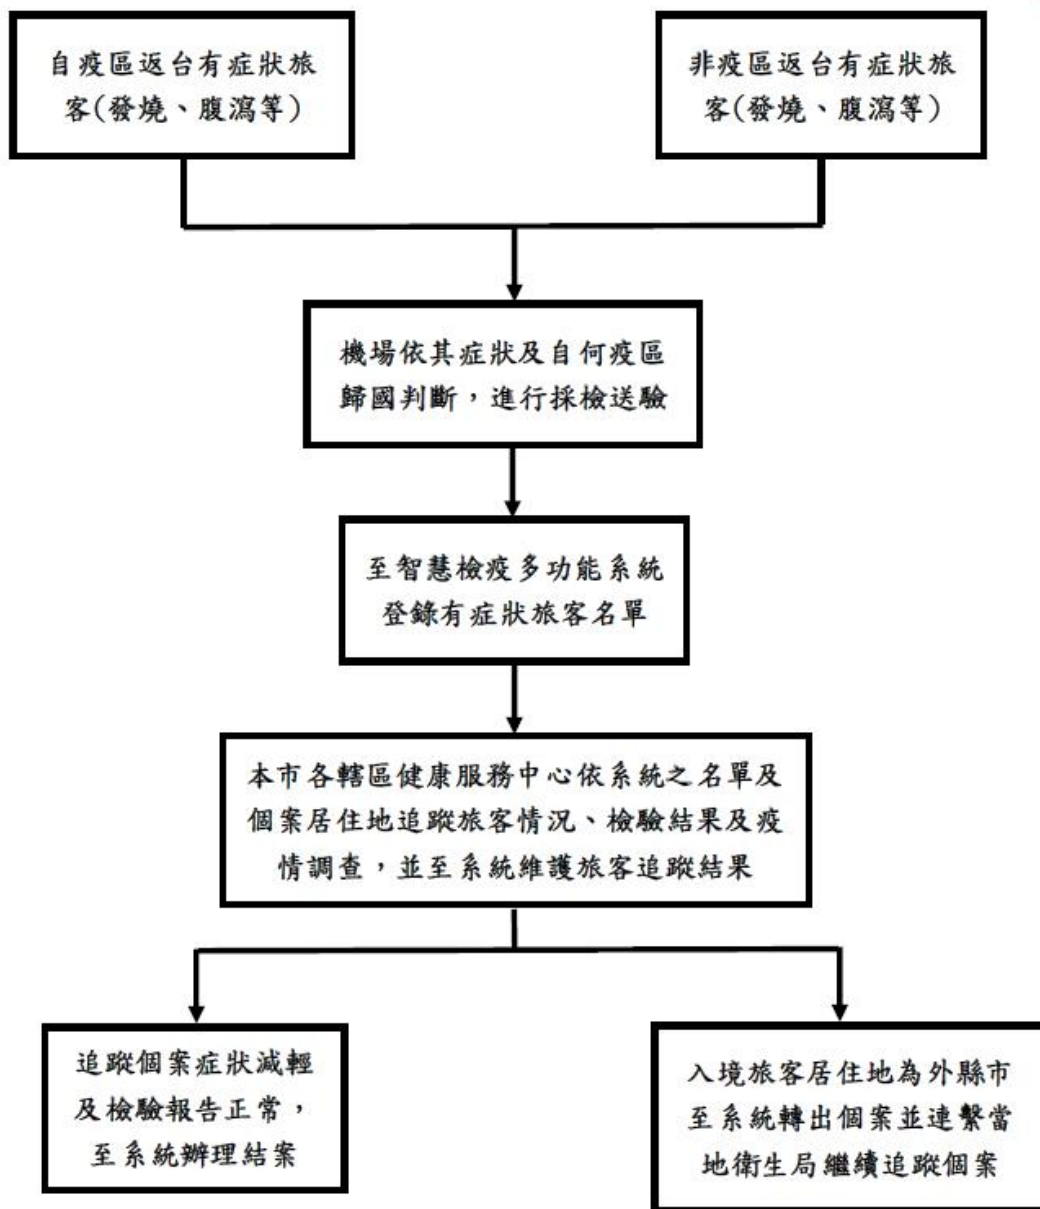 自疫區返台有症狀旅
客(發燒、腹瀉等)
非疫區返台有症狀旅
客(發燒、腹瀉等)
機場依其症狀及自何疫區
歸國判斷，進行採檢送驗
至智慧檢疫多功能系統
登錄有症狀旅客名單
本市各轄區健康服務中心依系統之名單及
個案居住地追蹤旅客情況、檢驗結果及疫
情調查，並至系統維護旅客追蹤結果
追蹤個案症狀減輕
及檢驗報告正常，
至系統辦理結案
入境旅客居住地為外縣市
至系統轉出個案並連繫當
地衛生局繼續追蹤個案